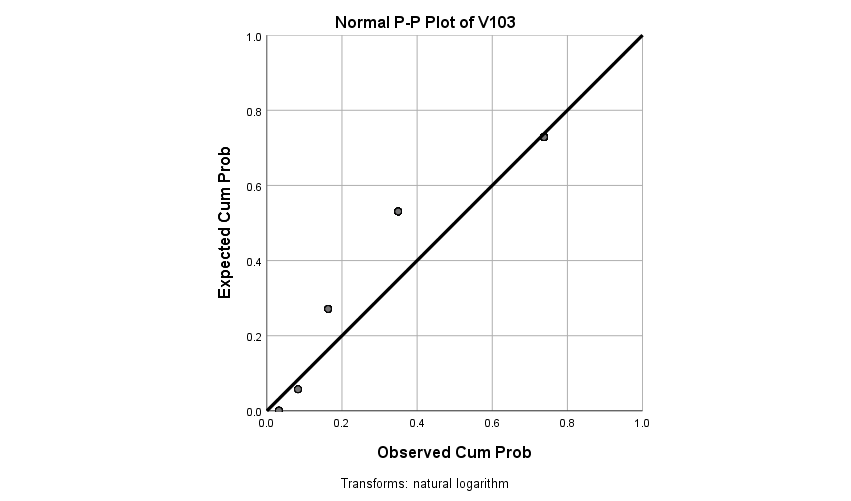 Normal P-P Plot of V103
1.0
0.8
0.6
0.4
0.2
0.0
Expected Cum Prob
0.0 0.2 0.4 0.6 0.8 1.0
Observed Cum Prob
Transforms: natural logarithm